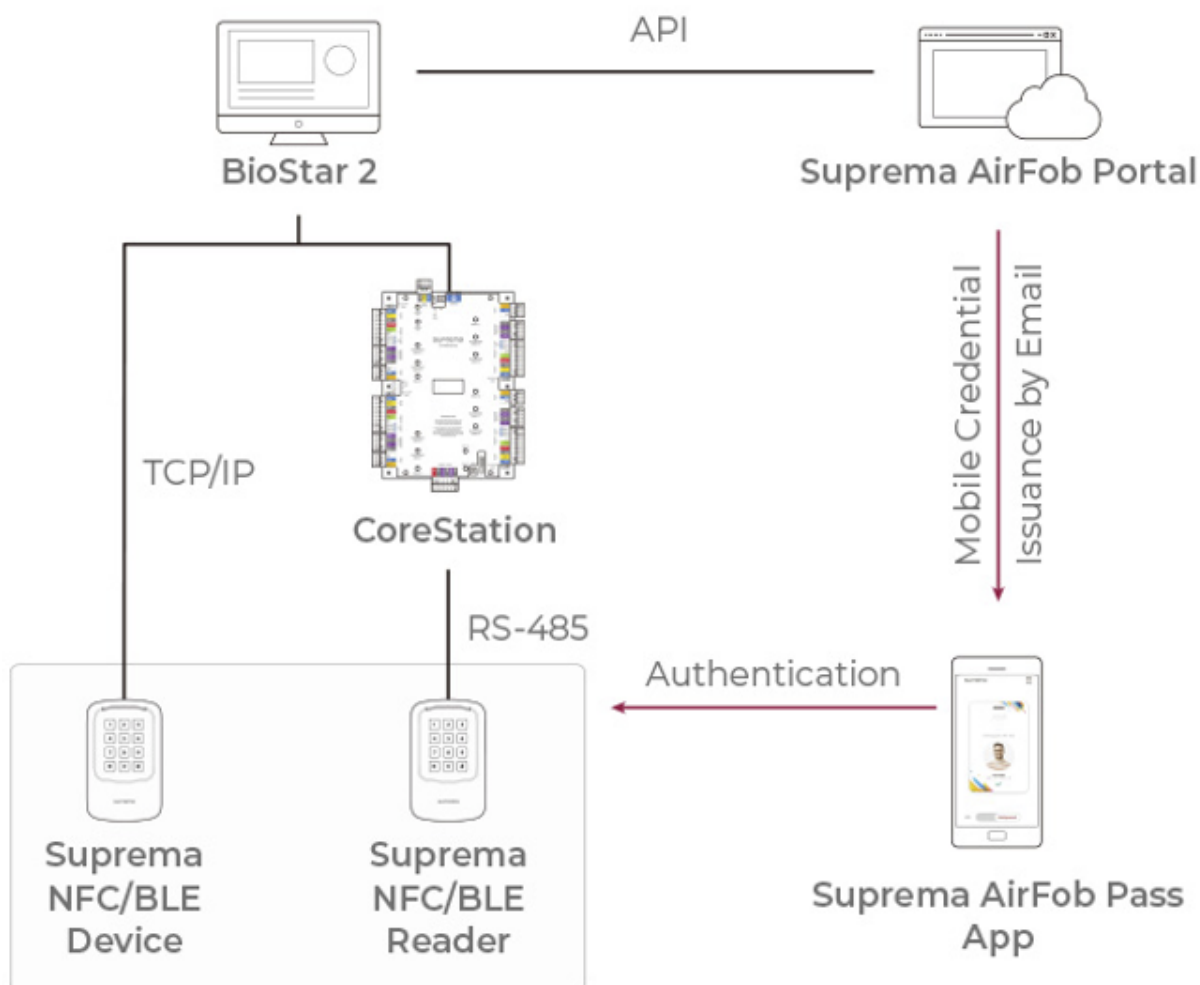 API
BioStar 2
Suprema AirFob Portal
Mobile Credential
Issuance by Email
TCP/IP
suprema
CoreStation
RS-485
Authentication
Suprema
NFC/BLE
Device
Suprema
NFC/BLE
Reader
Suprema AirFob Pass
App